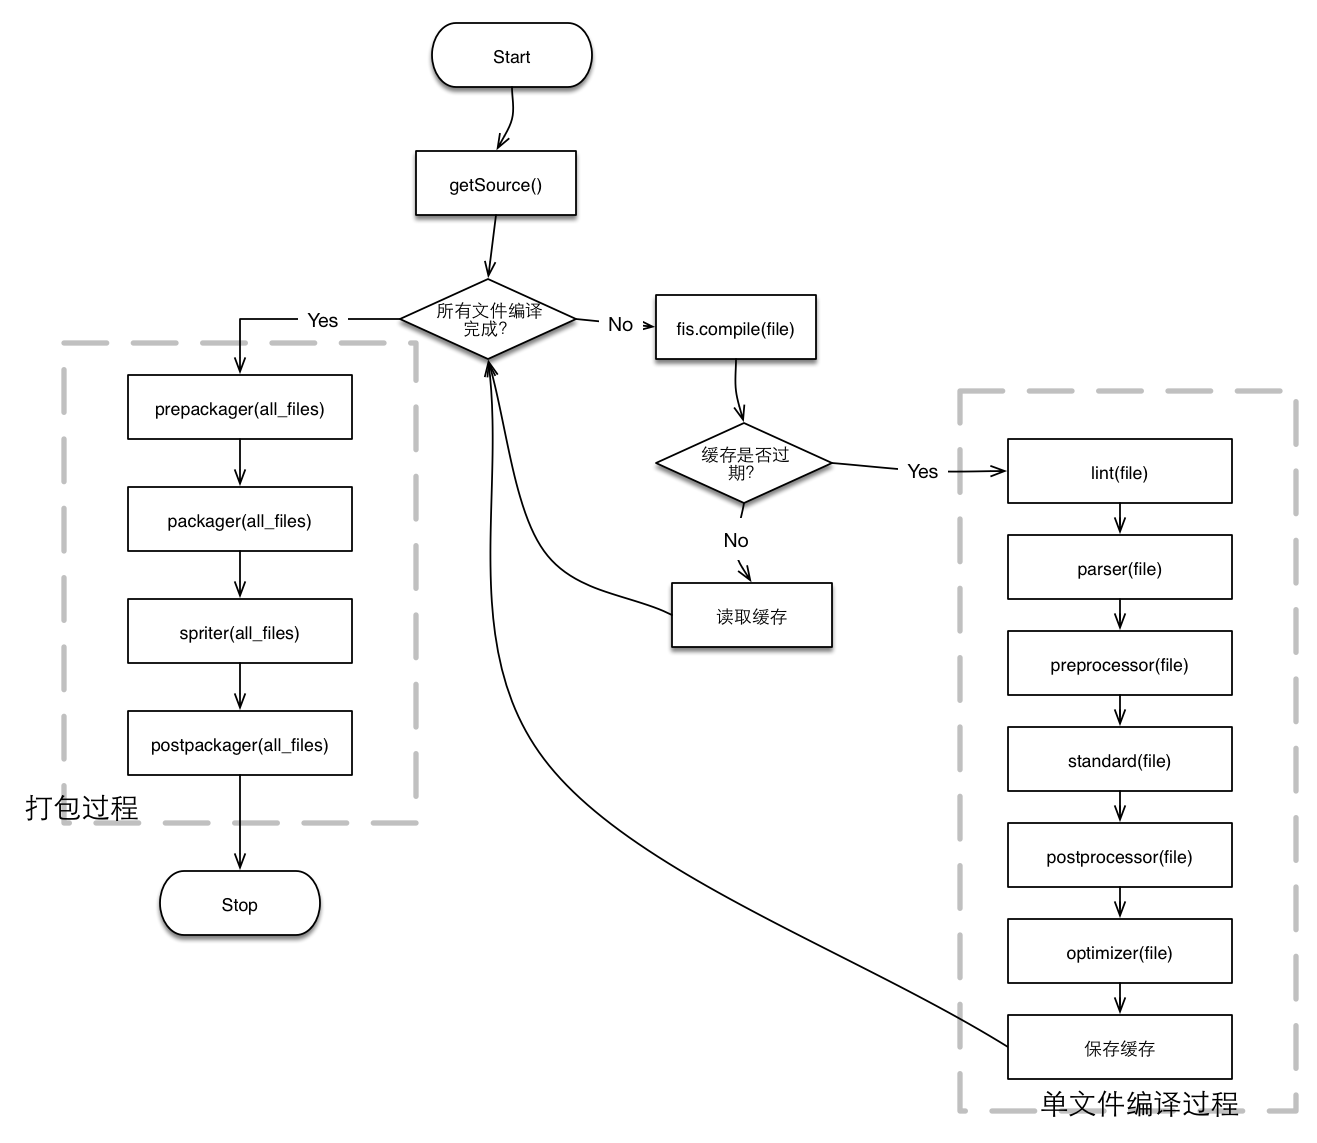 Start
getSource()
所有文件编译
完成?
Yes
No
fis.compile(file)
缓存是否过
期?
Yes
No
读取缓存
prepackager(all_files)
packager(all_files)
spriter(all_files)
postpackager(all_files)
打包过程
Stop
lint(file)
parser(file)
preprocessor(file)
standard(file)
postprocessor(file)
optimizer(file)
保存缓存
单文件编译过程